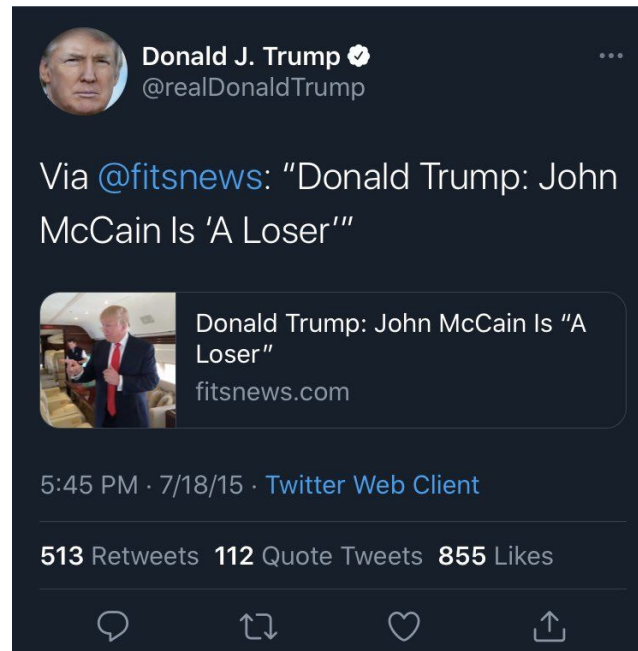 Donald J. Trump
@realDonaldTrump
Via @fitsnews: “Donald Trump: John
McCain Is ‘A Loser’”
Donald Trump: John McCain Is “A
Loser”
fitsnews.com
5:45 PM · 7/18/15 · Twitter Web Client
513 Retweets 112 Quote Tweets 855 Likes